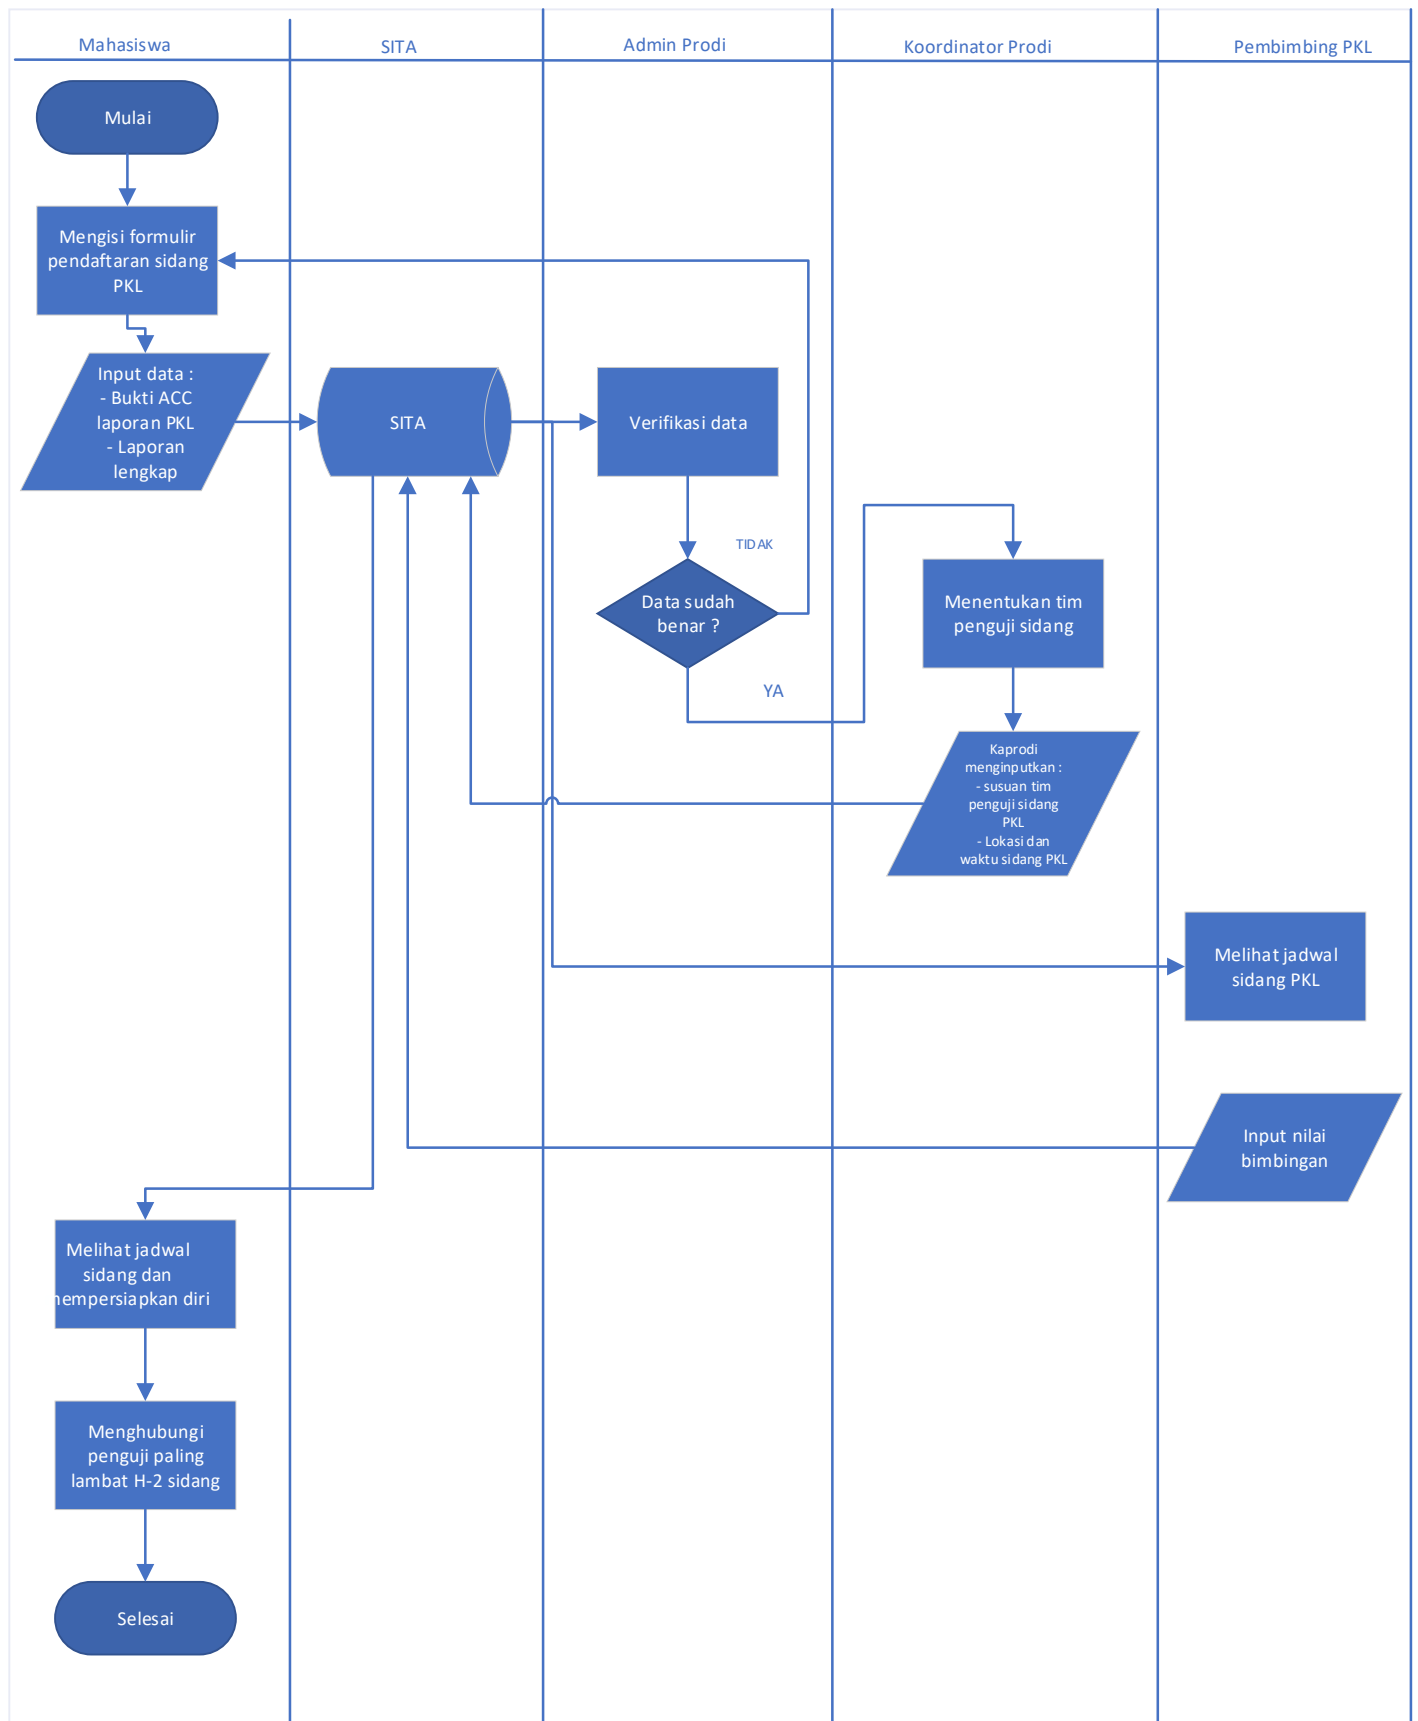 Mahasiswa
SITA
Admin Prodi
Koordinator Prodi
Pembimbing PKL
Mulai
Mengisi formulir
pendaftaran sidang
PKL
Input data :
- Bukti ACC
laporan PKL
- Laporan
lengkap
SITA
Verifikasi data
TIDAK
Data sudah
benar ?
YA
Menentukan tim
penguji sidang
Kaprodi
menginputkan :
- susuan tim
penguji sidang
PKL
- Lokasi dan
waktu sidang PKL
Melihat jadwal
sidang PKL
Input nilai
bimbingan
Melihat jadwal
sidang dan
mempersiapkan diri
Menghubungi
penguji paling
lambat H-2 sidang
Selesai